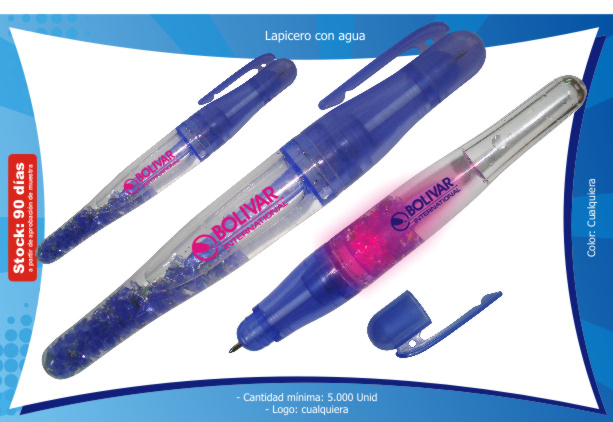 Lapicero con agua
Stock: 90 días
a partir de aprobación de muestra
BOLIVAR
INTERNATIONAL
BOLIVAR
INTERNATIONAL
BOLIVAR
INTERNATIONAL
Color: Cualquiera
- Cantidad mínima: 5.000 Unid
- Logo: cualquiera